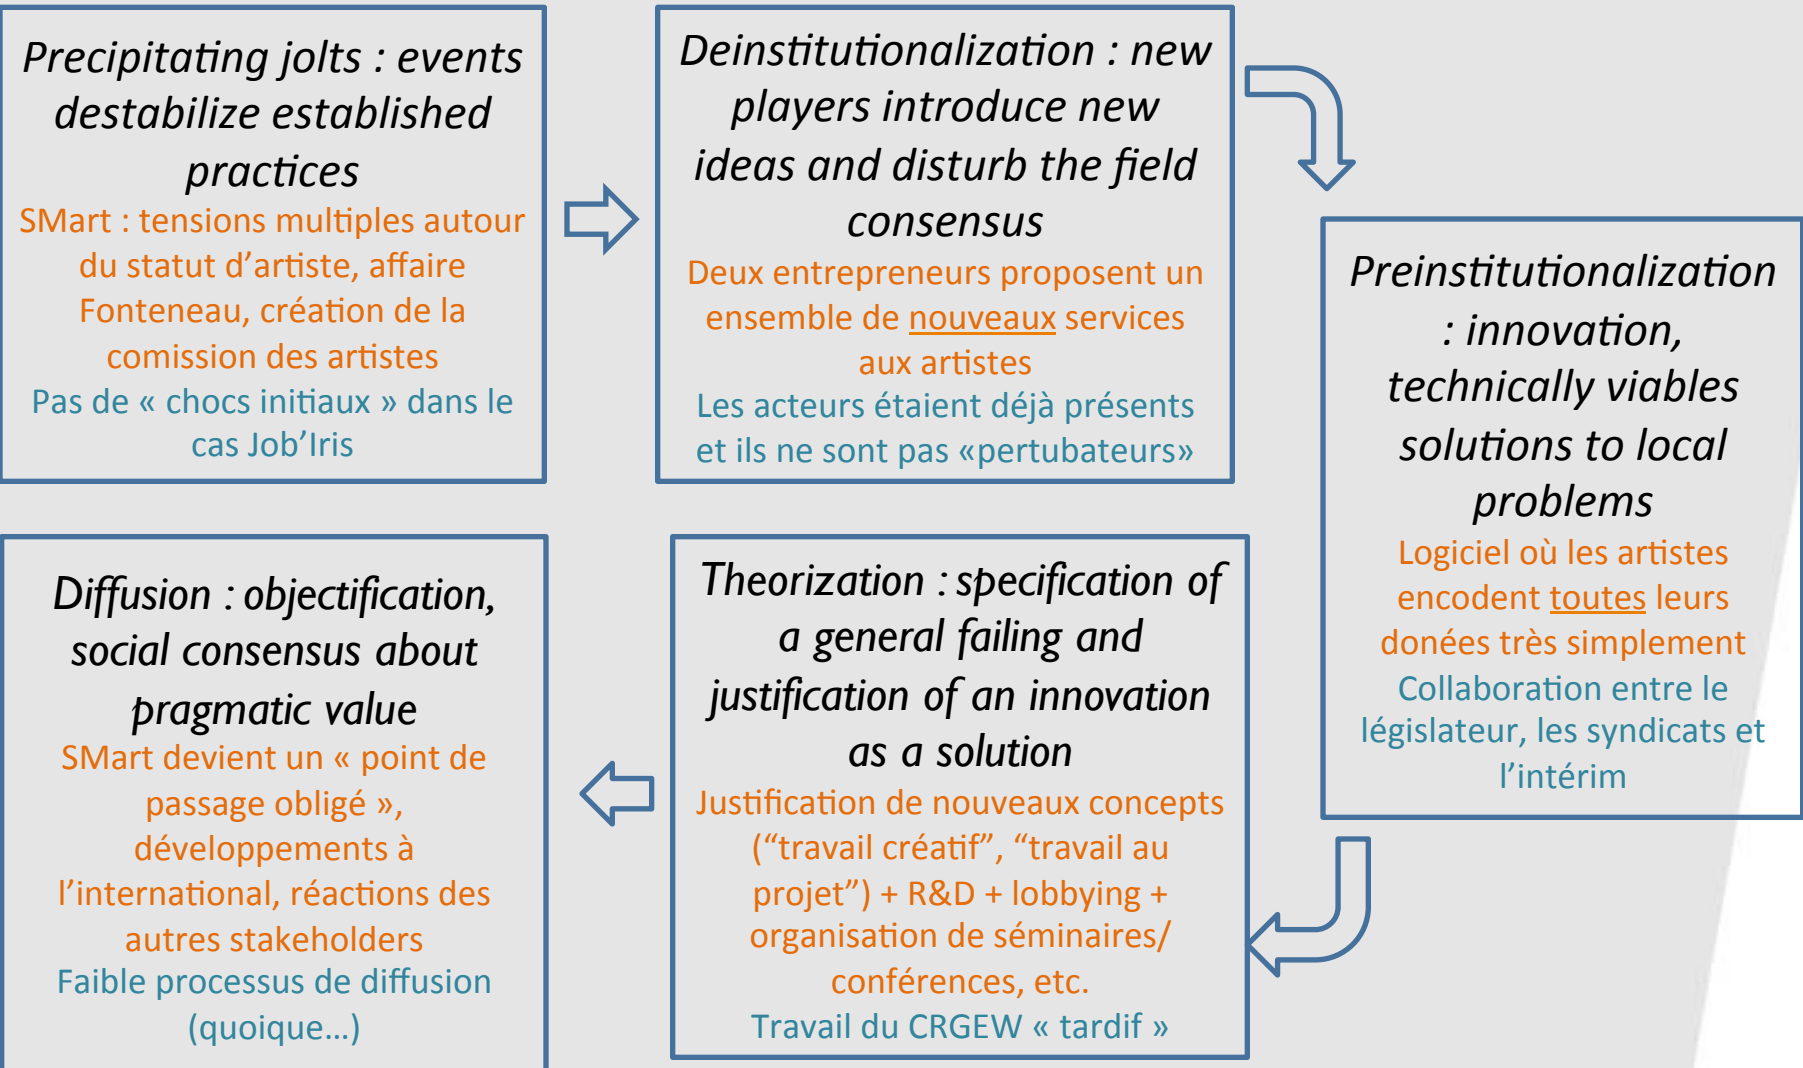 Precipitating jolts : events
destabilize established
practices
SMart : tensions multiples autour
du statut d’artiste, affaire
Fonteneau, création de la
comission des artistes
Pas de « chocs initiaux » dans le
cas Job’Iris
Deinstitutionalization : new
players introduce new
ideas and disturb the field
consensus
Deux entrepreneurs proposent un
ensemble de nouveaux services
aux artistes
Les acteurs étaient déjà présents
et ils ne sont pas «pertubateurs»
Preinstitutionalization
: innovation,
technically viables
solutions to local
problems
Logiciel où les artistes
encodent toutes leurs
donées très simplement
Collaboration entre le
législateur, les syndicats et
l’intérim
Theorization : specification of
a general failing and
justification of an innovation
as a solution
Justification de nouveaux concepts
(“travail créatif”, “travail au
projet”) + R&D + lobbying +
organisation de séminaires/
conférences, etc.
Travail du CRGEW « tardif »
Diffusion : objectification,
social consensus about
pragmatic value
SMart devient un « point de
passage obligé »,
développements à
l’international, réactions des
autres stakeholders
Faible processus de diffusion
(quoique…)